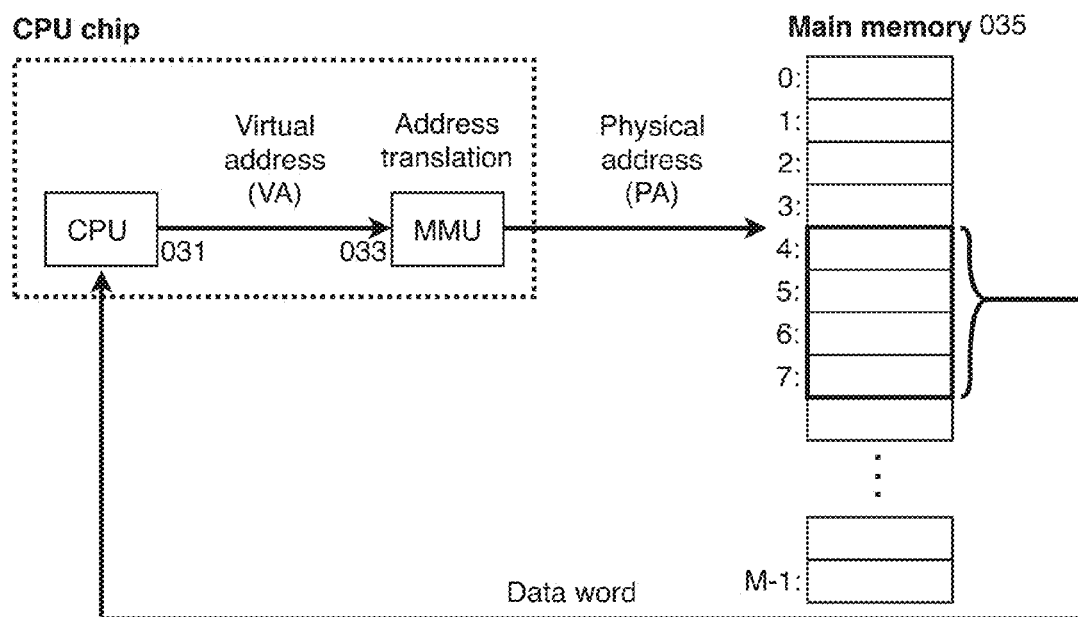 CPU chip
Main memory 035
Virtual
address
(VA)
Address
translation
Physical
address
(PA)
CPU
031
033
MMU
0:
1:
2:
3:
4:
5:
6:
7:
M-1:
Data word